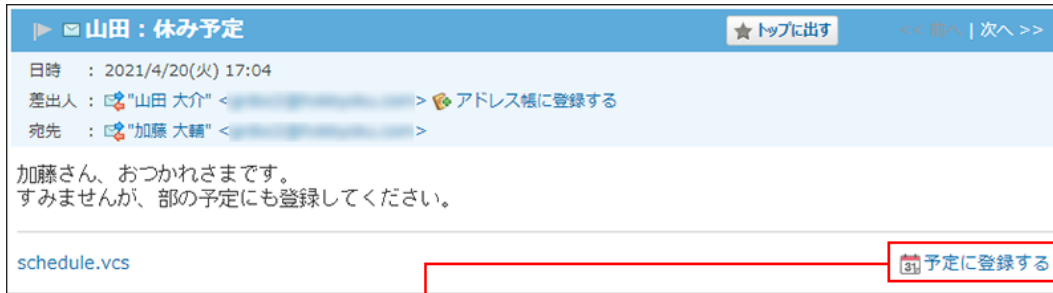 山田：休み予定
トップに出す
<< 前へ | 次へ >>
日時 : 2021/4/20(火) 17:04
差出人 : "山田 大介" < > アドレス帳に登録する
宛先 : "加藤 大輔" < >
加藤さん、おつかれさまです。
すみませんが、部の予定にも登録してください。
schedule.vcs
31 予定に登録する